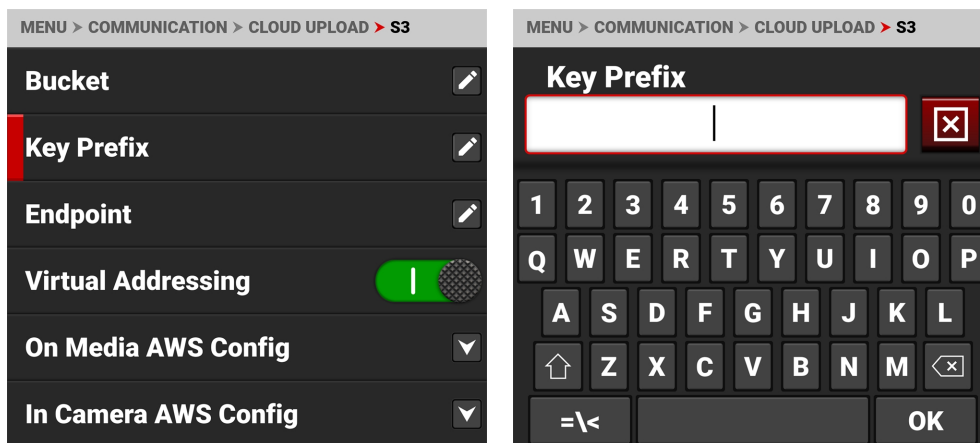 MENU > COMMUNICATION > CLOUD UPLOAD > S3
Bucket
Key Prefix
Endpoint
Virtual Addressing
On Media AWS Config
In Camera AWS Config
MENU > COMMUNICATION > CLOUD UPLOAD > S3
Key Prefix
1 2 3 4 5 6 7 8 9 0
Q W E R T Y U I O P
A S D F G H J K L
Z X C V B N M
=\< OK